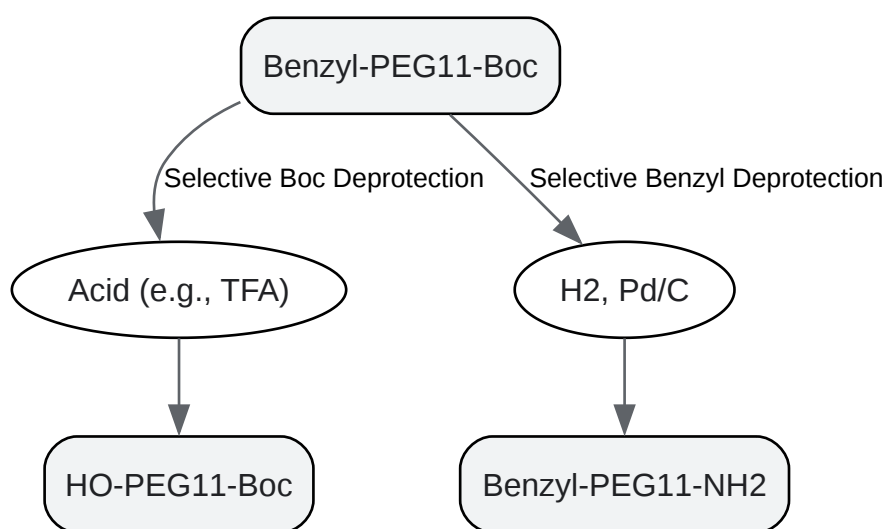 Benzyl-PEG11-Boc
Selective Boc Deprotection
Selective Benzyl Deprotection
Acid (e.g., TFA)
H2, Pd/C
HO-PEG11-Boc
Benzyl-PEG11-NH2